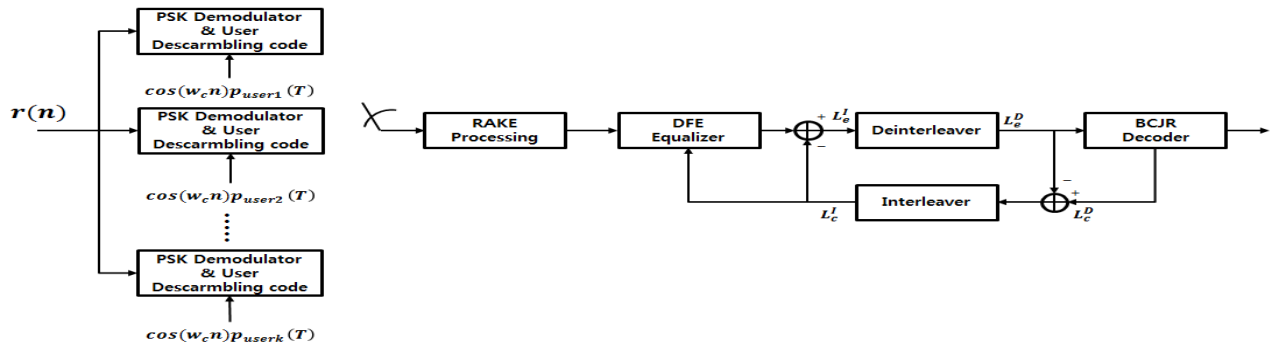 PSK Demodulator
& User
Descarmbling code
cos(w_c n)p_user1(T)
r(n)
PSK Demodulator
& User
Descarmbling code
cos(w_c n)p_user2(T)
⋮
PSK Demodulator
& User
Descarmbling code
cos(w_c n)p_userk(T)
RAKE
Processing
DFE
Equalizer
+
−
L_e^I
Deinterleaver
L_e^D
BCJR
Decoder
L_c^I
Interleaver
−
+
L_c^D